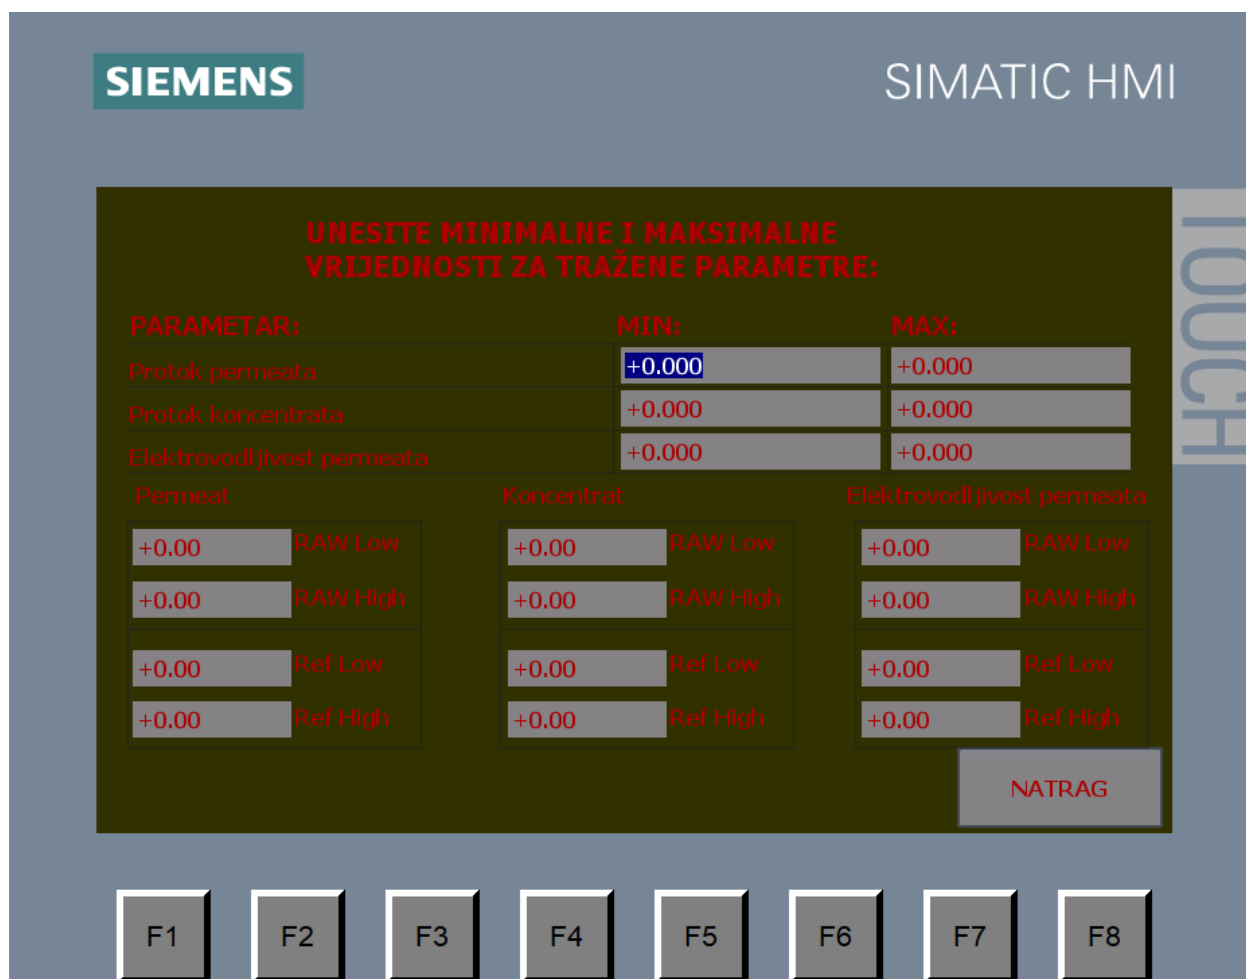 SIEMENS
SIMATIC HMI
TOUCH
UNESITE MINIMALNE I MAKSIMALNE
VRIJEDNOSTI ZA TRAŽENE PARAMETRE:
PARAMETAR: MIN: MAX:
Protok permeata +0.000 +0.000
Protok koncentrata +0.000 +0.000
Elektrovodljivost permeata +0.000 +0.000
Permeat Koncentrat Elektrovodljivost permeata
+0.00 RAW Low +0.00 RAW Low +0.00 RAW Low
+0.00 RAW High +0.00 RAW High +0.00 RAW High
+0.00 Ref Low +0.00 Ref Low +0.00 Ref Low
+0.00 Ref High +0.00 Ref High +0.00 Ref High
NATRAG
F1 F2 F3 F4 F5 F6 F7 F8